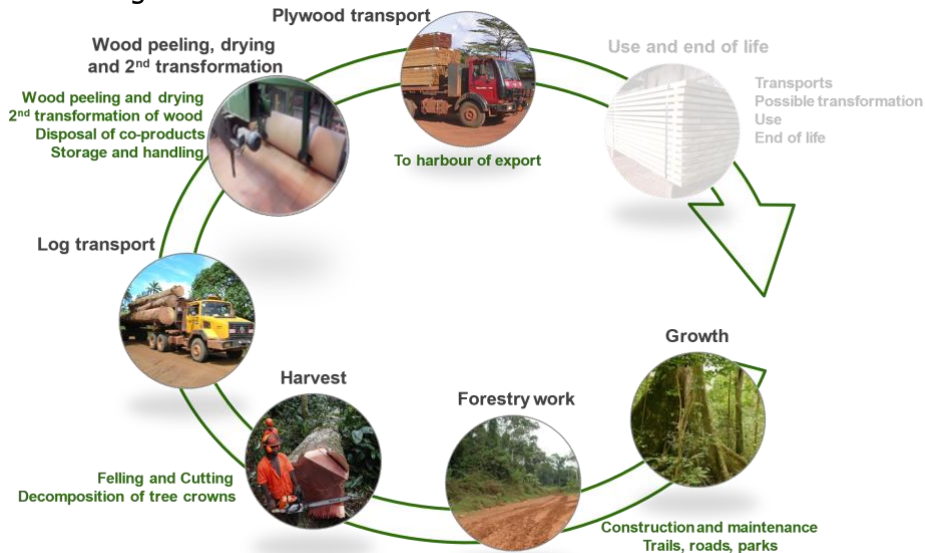 Plywood transport
Wood peeling, drying
and 2nd transformation
Use and end of life
Wood peeling and drying
2nd transformation of wood
Disposal of co-products
Storage and handling
Transports
Possible transformation
Use
End of life
To harbour of export
Log transport
Growth
Harvest
Forestry work
Felling and Cutting
Decomposition of tree crowns
Construction and maintenance
Trails, roads, parks